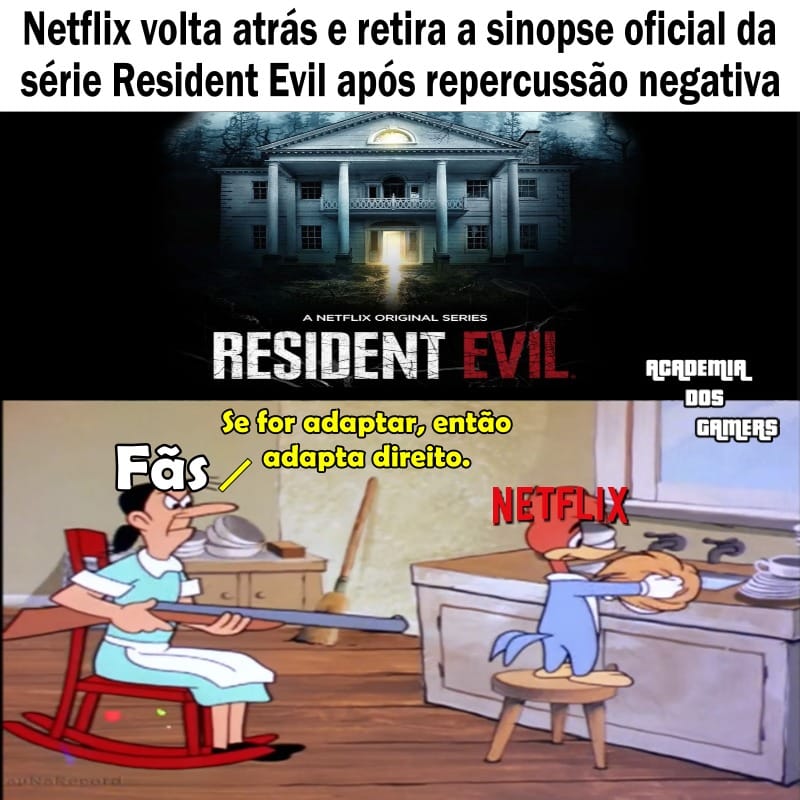 Netflix volta atrás e retira a sinopse oficial da
série Resident Evil após repercussão negativa
A NETFLIX ORIGINAL SERIES
RESIDENT EVIL
ACADEMIA
DOS
GAMERS
Se for adaptar, então
adapta direito.
Fãs
NETFLIX